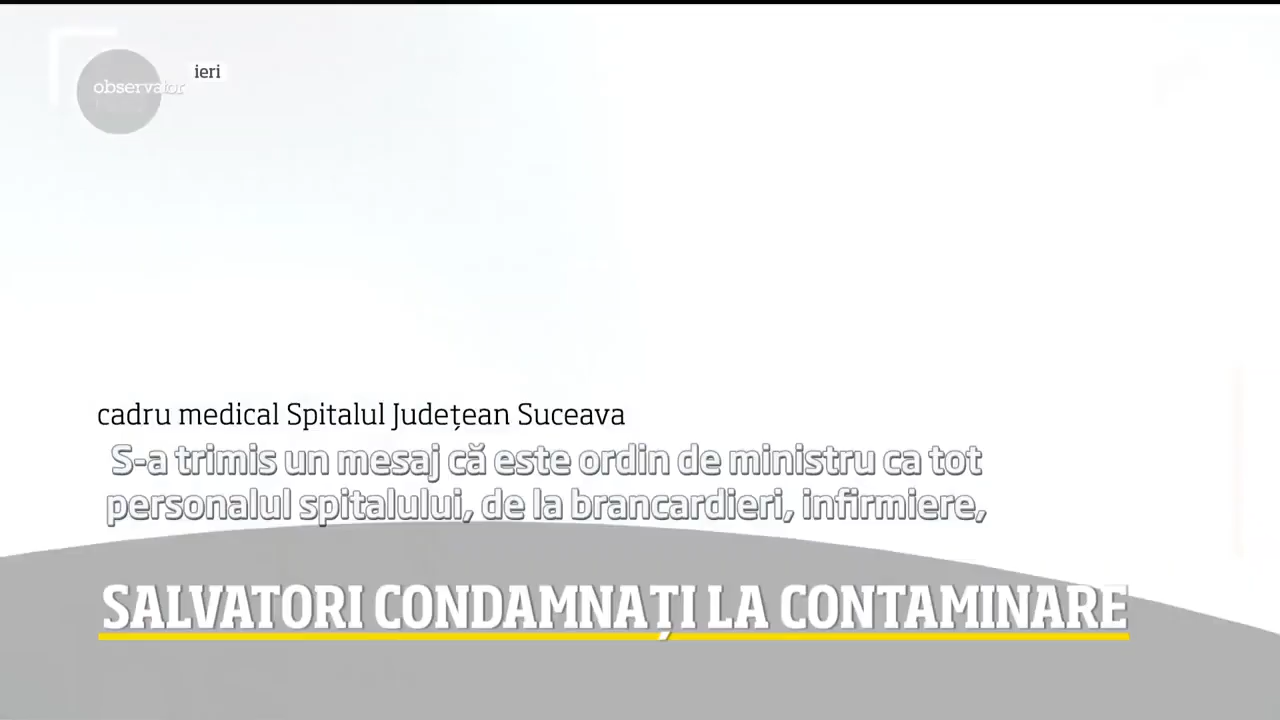 ieri
observator
cadru medical Spitalul Județean Suceava
S-a trimis un mesaj că este ordin de ministru ca tot
personalul spitalului, de la brancardieri, infirmiere,
SALVATORI CONDAMNAȚI LA CONTAMINARE